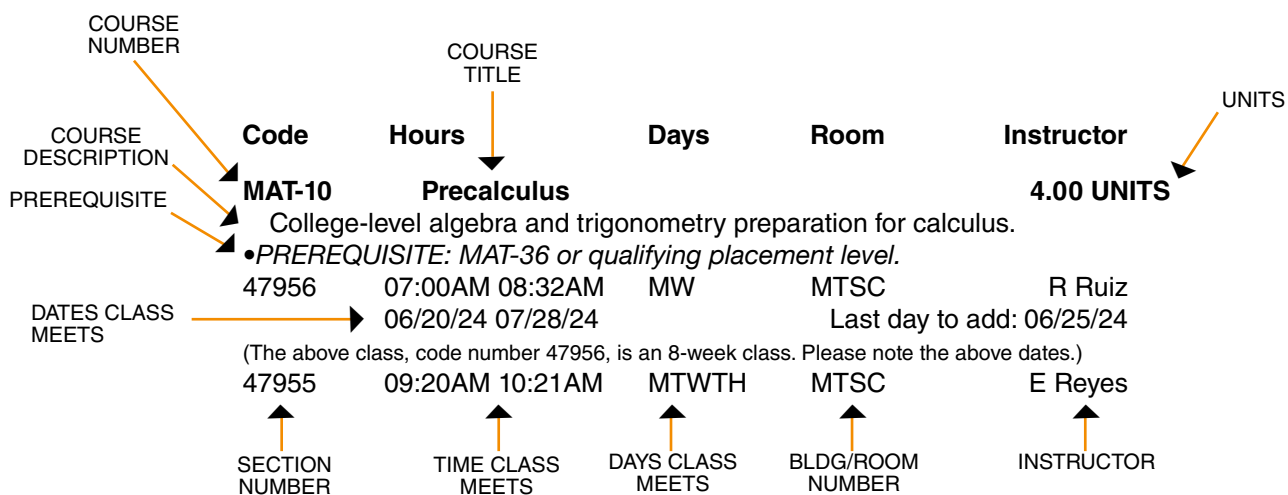 COURSE
NUMBER
COURSE
TITLE
UNITS
COURSE
DESCRIPTION
PREREQUISITE
Code Hours Days Room Instructor
MAT-10 Precalculus 4.00 UNITS
College-level algebra and trigonometry preparation for calculus.
•PREREQUISITE: MAT-36 or qualifying placement level.
47956 07:00AM 08:32AM MW MTSC R Ruiz
DATES CLASS
MEETS
06/20/24 07/28/24 Last day to add: 06/25/24
(The above class, code number 47956, is an 8-week class. Please note the above dates.)
47955 09:20AM 10:21AM MTWTH MTSC E Reyes
SECTION
NUMBER
TIME CLASS
MEETS
DAYS CLASS
MEETS
BLDG/ROOM
NUMBER
INSTRUCTOR